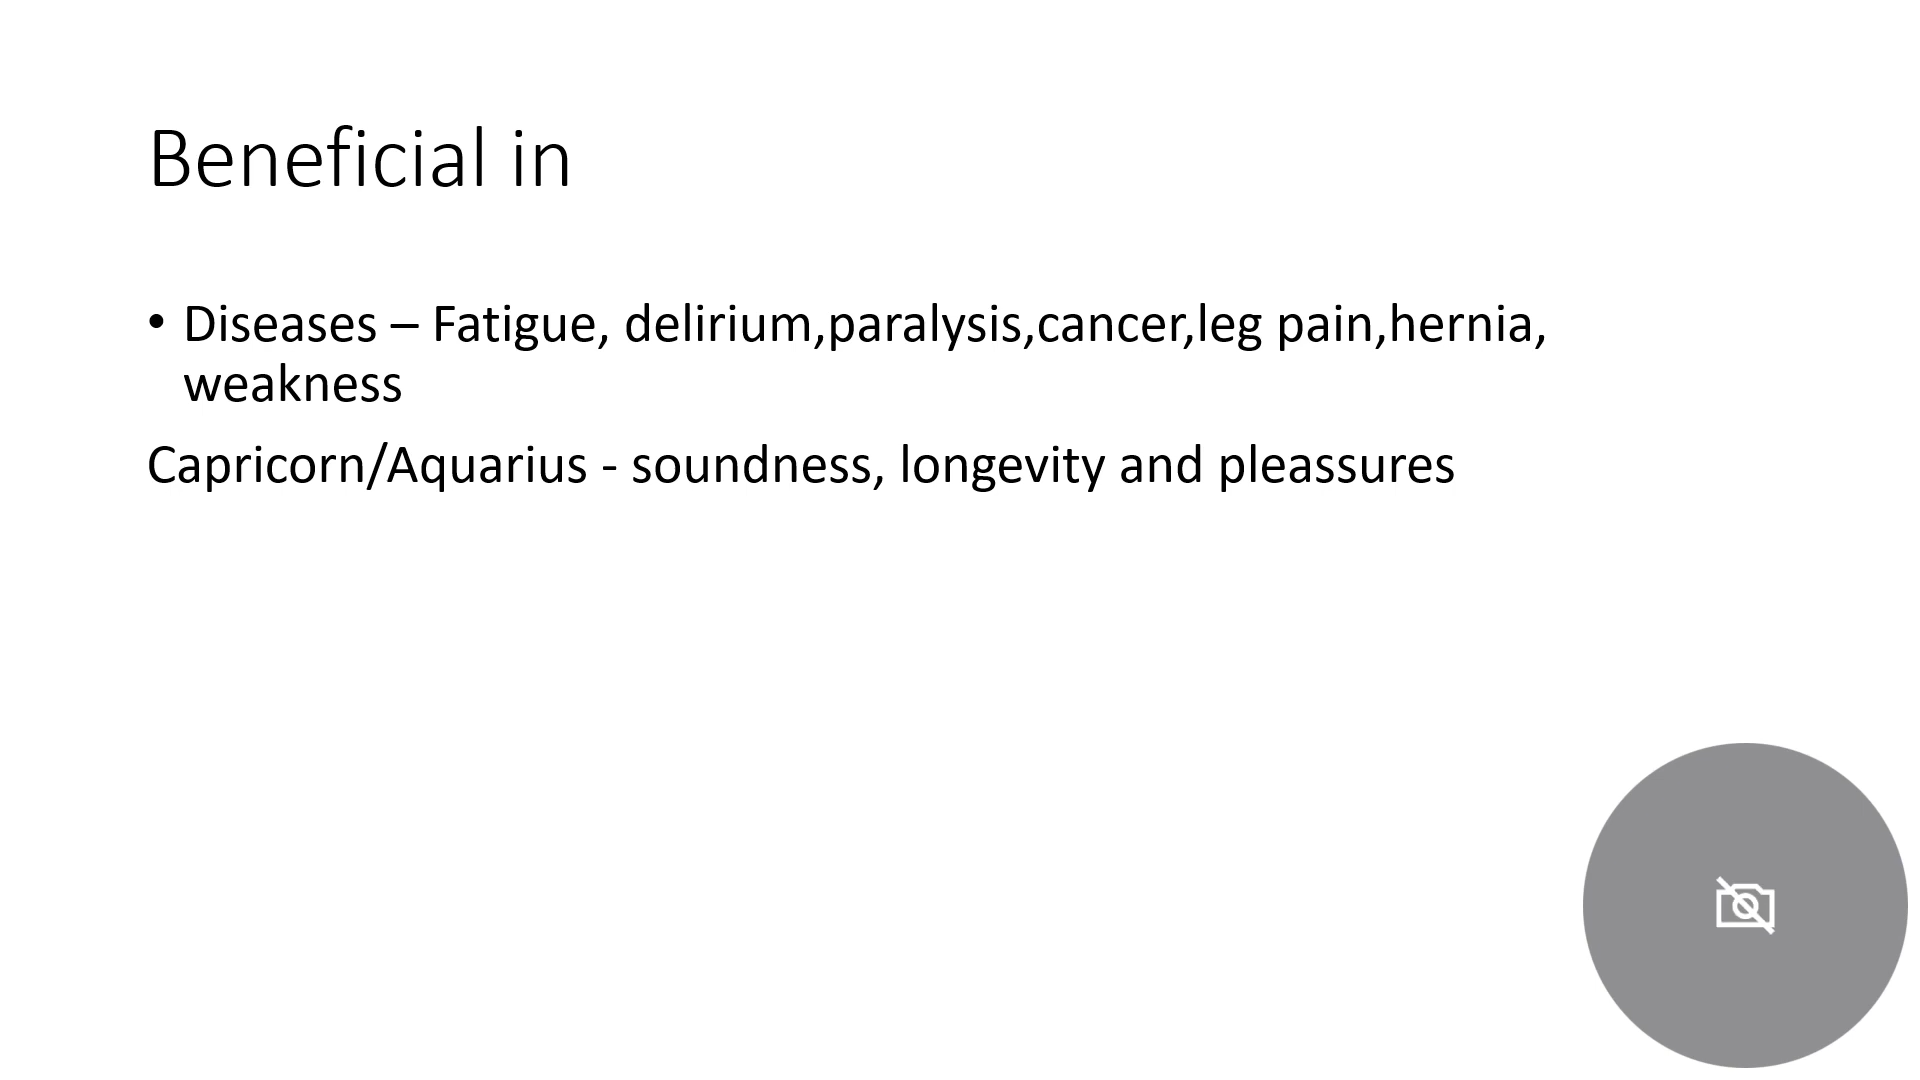 Beneficial in
• Diseases – Fatigue, delirium,paralysis,cancer,leg pain,hernia,
weakness
Capricorn/Aquarius - soundness, longevity and pleassures